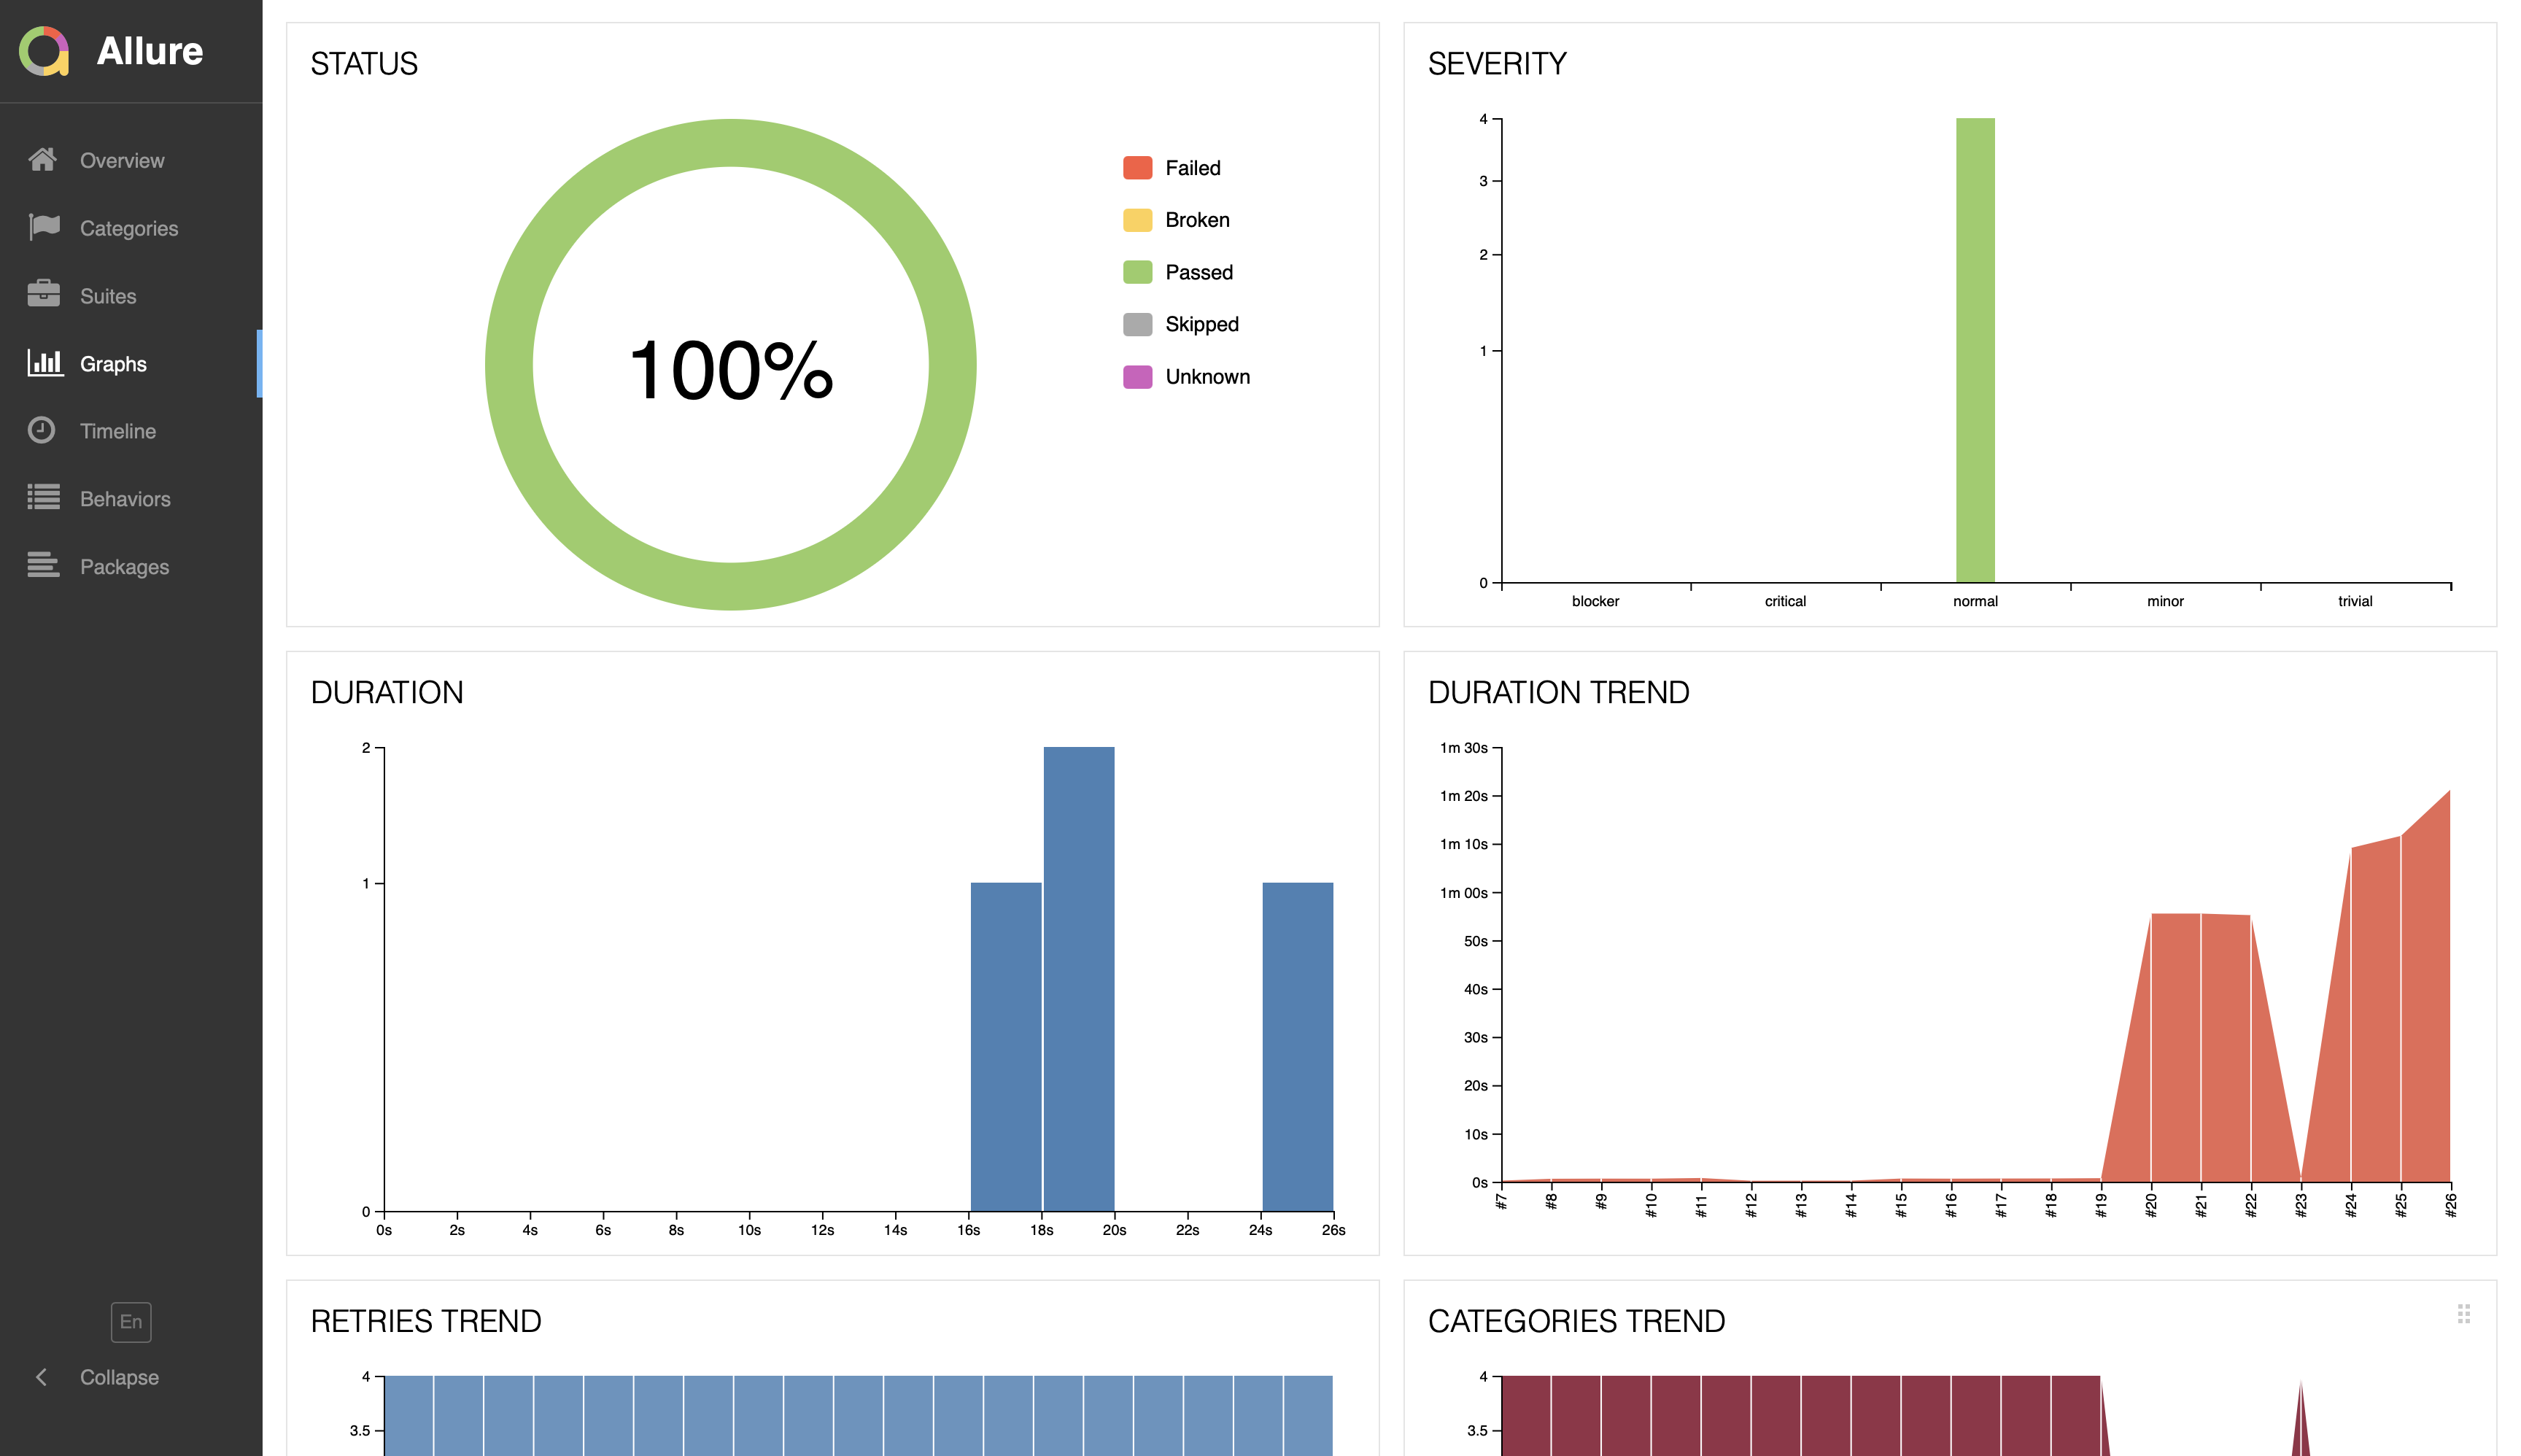 Allure
Overview
Categories
Suites
Graphs
Timeline
Behaviors
Packages
En
Collapse
STATUS
100%
Failed
Broken
Passed
Skipped
Unknown
SEVERITY
4
3
2
1
0
blocker critical normal minor trivial
DURATION
2
1
0
0s 2s 4s 6s 8s 10s 12s 14s 16s 18s 20s 22s 24s 26s
DURATION TREND
1m 30s
1m 20s
1m 10s
1m 00s
50s
40s
30s
20s
10s
0s
#7 #8 #9 #10 #11 #12 #13 #14 #15 #16 #17 #18 #19 #20 #21 #22 #23 #24 #25 #26
RETRIES TREND
4
3.5
CATEGORIES TREND
4
3.5